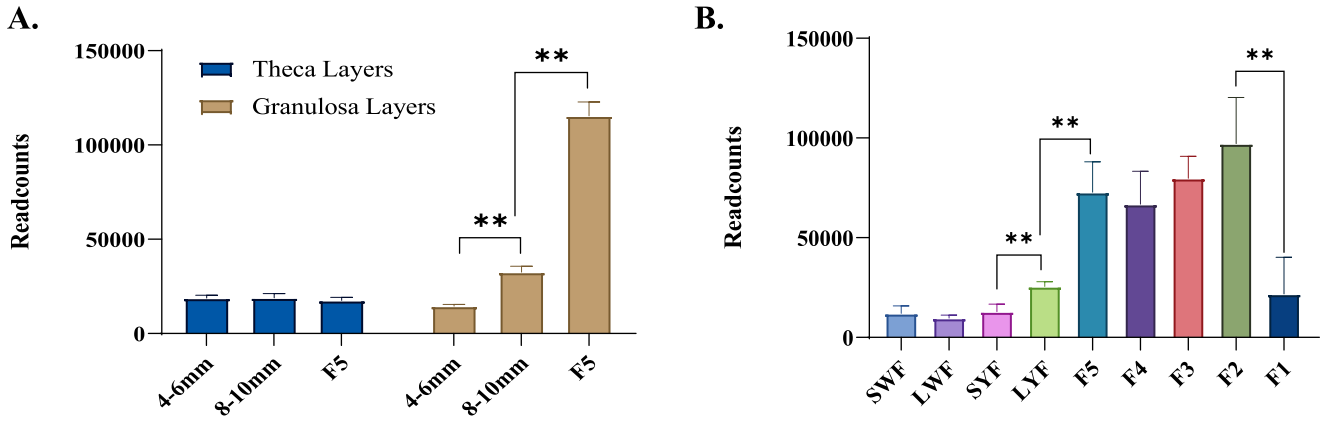 A.
Readcounts
150000
100000
50000
0
Theca Layers
Granulosa Layers
**
**
4-6mm
8-10mm
F5
4-6mm
8-10mm
F5
B.
Readcounts
150000
100000
50000
0
**
**
**
SWF
LWF
SYF
LYF
F5
F4
F3
F2
F1